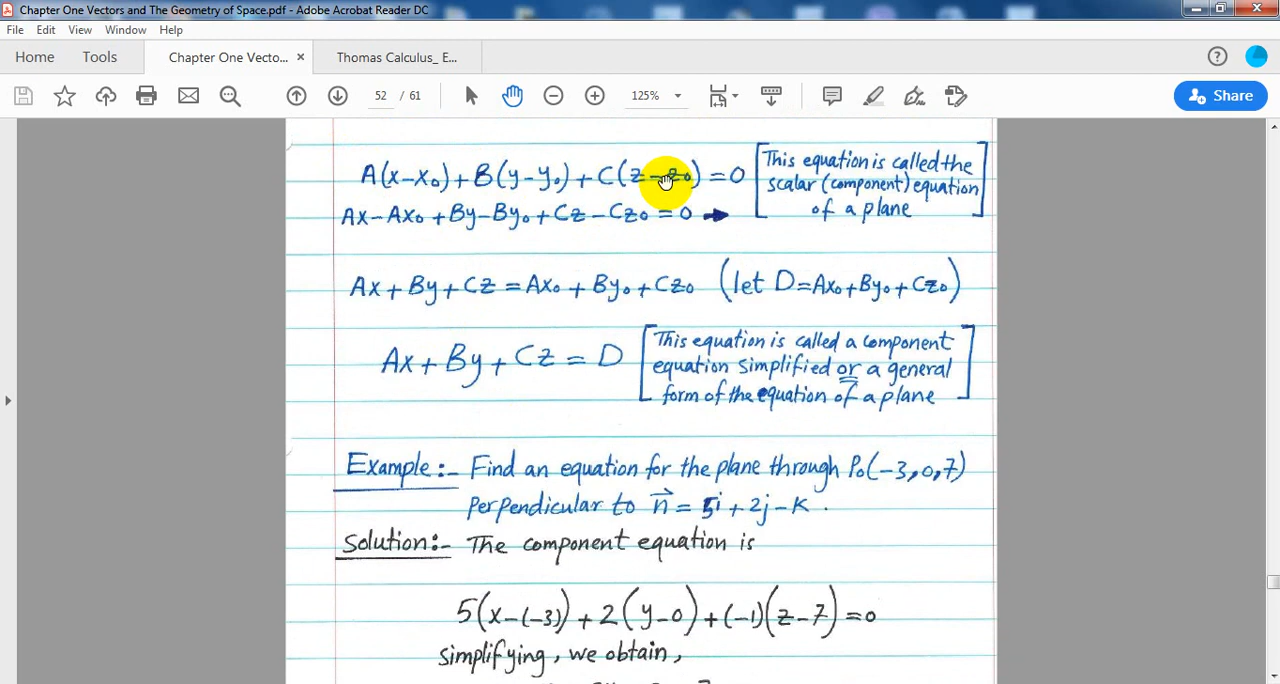 Chapter One Vectors and The Geometry of Space.pdf - Adobe Acrobat Reader DC
File Edit View Window Help
Home Tools Chapter One Vecto... × Thomas Calculus_ E...
52 / 61 125% Share
A(x-x₀)+B(y-y₀)+C(z-z₀)=0 [This equation is called the
scalar (component) equation
of a plane]
Ax-Ax₀+By-By₀+Cz-Cz₀=0 →
Ax+By+Cz=Ax₀+By₀+Cz₀ (let D=Ax₀+By₀+Cz₀)
Ax+By+Cz=D [This equation is called a component
equation simplified or a general
form of the equation of a plane]
Example:- Find an equation for the plane through P₀(-3,0,7)
perpendicular to n⃗ = 5i+2j-k.
Solution:- The component equation is
5(x-(-3))+2(y-0)+(-1)(z-7)=0
simplifying, we obtain,